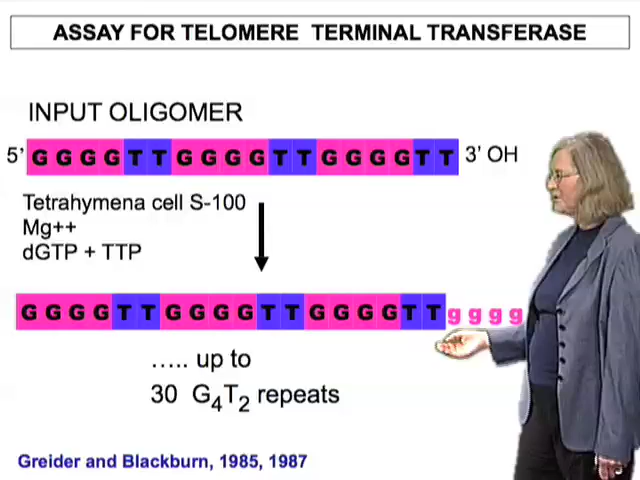 ASSAY FOR TELOMERE TERMINAL TRANSFERASE
INPUT OLIGOMER
5’ G G G G T T G G G G T T G G G G T T 3’ OH
Tetrahymena cell S-100
Mg++
dGTP + TTP
G G G G T T G G G G T T G G G G T T g g g g
..... up to
30 G4T2 repeats
Greider and Blackburn, 1985, 1987